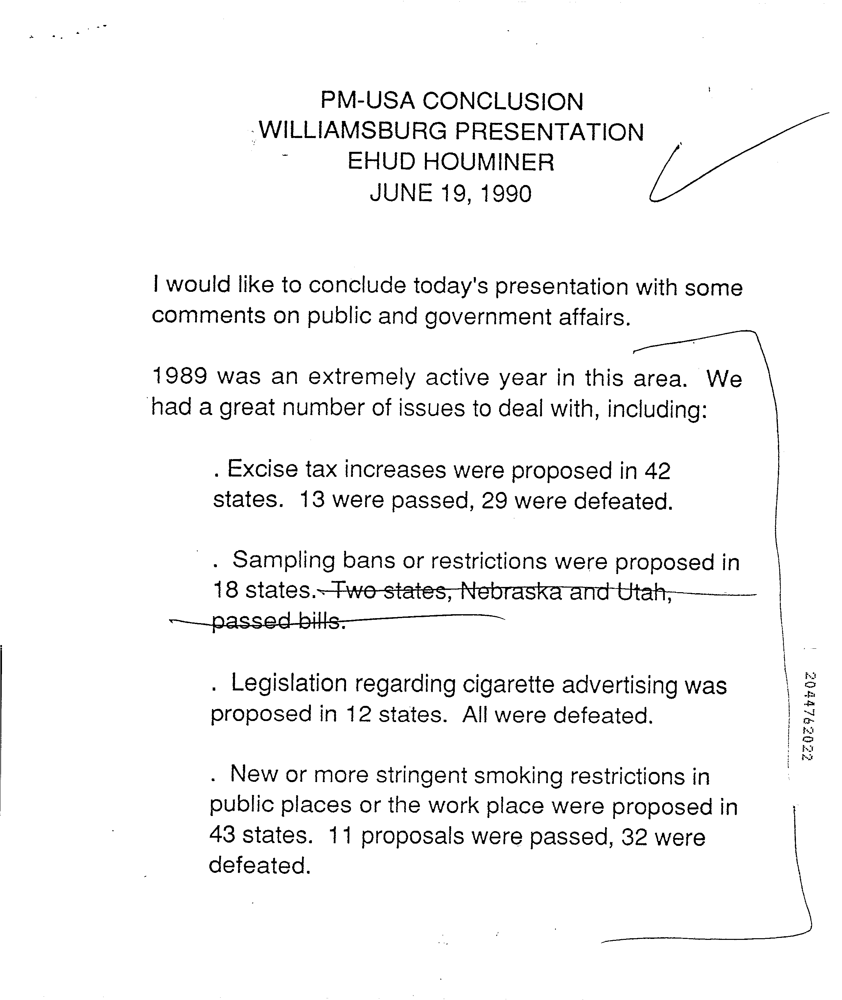 PM-USA CONCLUSION
WILLIAMSBURG PRESENTATION
EHUD HOUMINER
JUNE 19, 1990
I would like to conclude today's presentation with some
comments on public and government affairs.
1989 was an extremely active year in this area. We
had a great number of issues to deal with, including:
. Excise tax increases were proposed in 42
states. 13 were passed, 29 were defeated.
. Sampling bans or restrictions were proposed in
18 states. Two states, Nebraska and Utah,
passed bills.
. Legislation regarding cigarette advertising was
proposed in 12 states. All were defeated.
. New or more stringent smoking restrictions in
public places or the work place were proposed in
43 states. 11 proposals were passed, 32 were
defeated.
2044762022